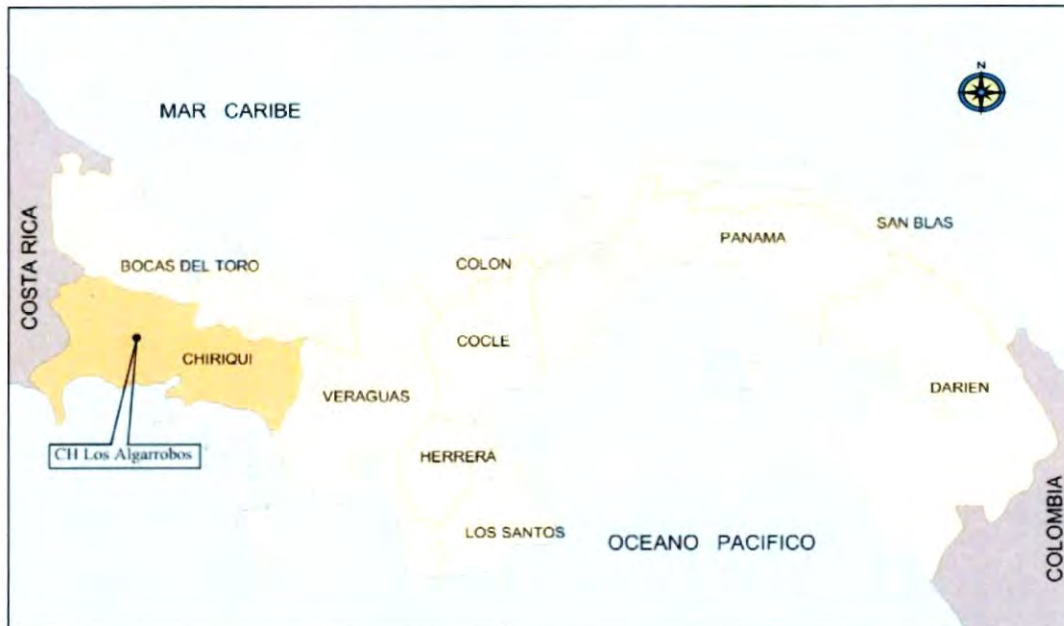 N
MAR CARIBE
COSTA RICA
SAN BLAS
PANAMA
BOCAS DEL TORO
COLON
COCLE
CHIRIQUI
VERAGUAS
DARIEN
CH Los Algarrobos
HERRERA
LOS SANTOS
OCEANO PACIFICO
COLOMBIA